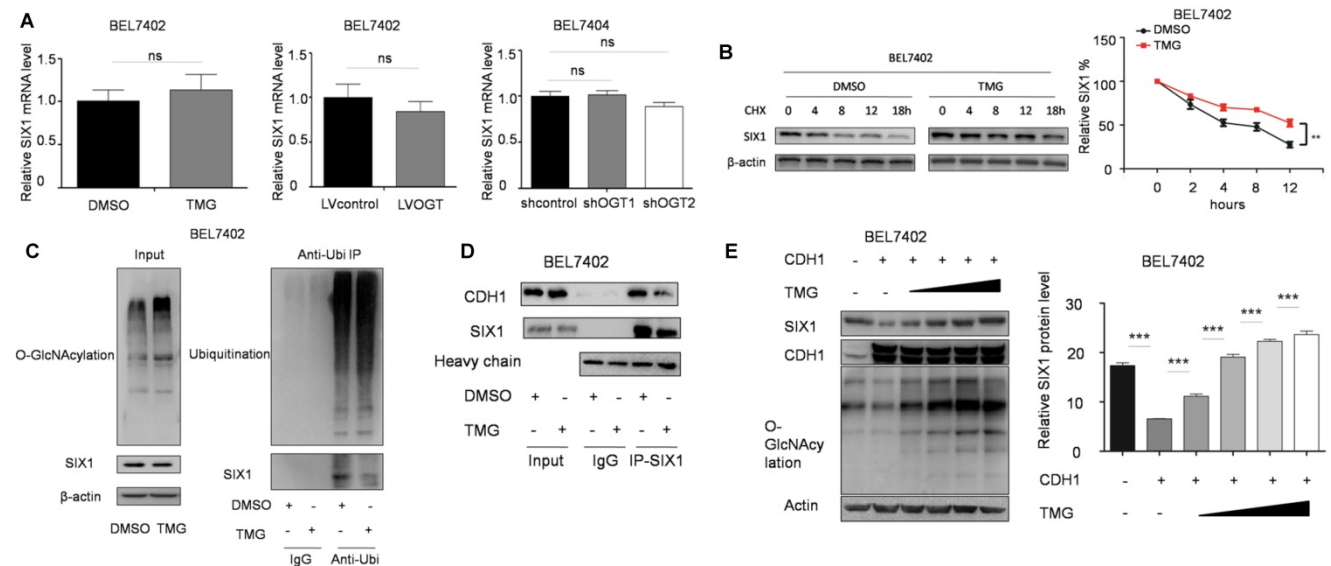 A
BEL7402
Relative SIX1 mRNA level
1.5
1.0
0.5
0
ns
DMSO TMG
BEL7402
Relative SIX1 mRNA level
1.5
1.0
0.5
0
ns
LVcontrol LVOGT
BEL7404
Relative SIX1 mRNA level
1.5
1.0
0.5
0
ns
ns
shcontrol shOGT1 shOGT2
B
BEL7402
DMSO TMG
CHX 0 4 8 12 18h 0 4 8 12 18h
SIX1
β-actin
BEL7402
DMSO
TMG
Relative SIX1 %
150
100
50
0
**
0 2 4 8 12
hours
C
BEL7402
Input
O-GlcNAcylation
SIX1
β-actin
DMSO TMG
Anti-Ubi IP
Ubiquitination
SIX1
DMSO + - + -
TMG - + - +
IgG Anti-Ubi
D
BEL7402
CDH1
SIX1
Heavy chain
DMSO + - + - + -
TMG - + - + - +
Input IgG IP-SIX1
E
BEL7402
CDH1 - + + + + +
TMG - -
SIX1
CDH1
O-
GlcNAcy
lation
Actin
BEL7402
Relative SIX1 protein level
30
20
10
0
*** *** *** *** ***
CDH1 - + + + + +
TMG - -